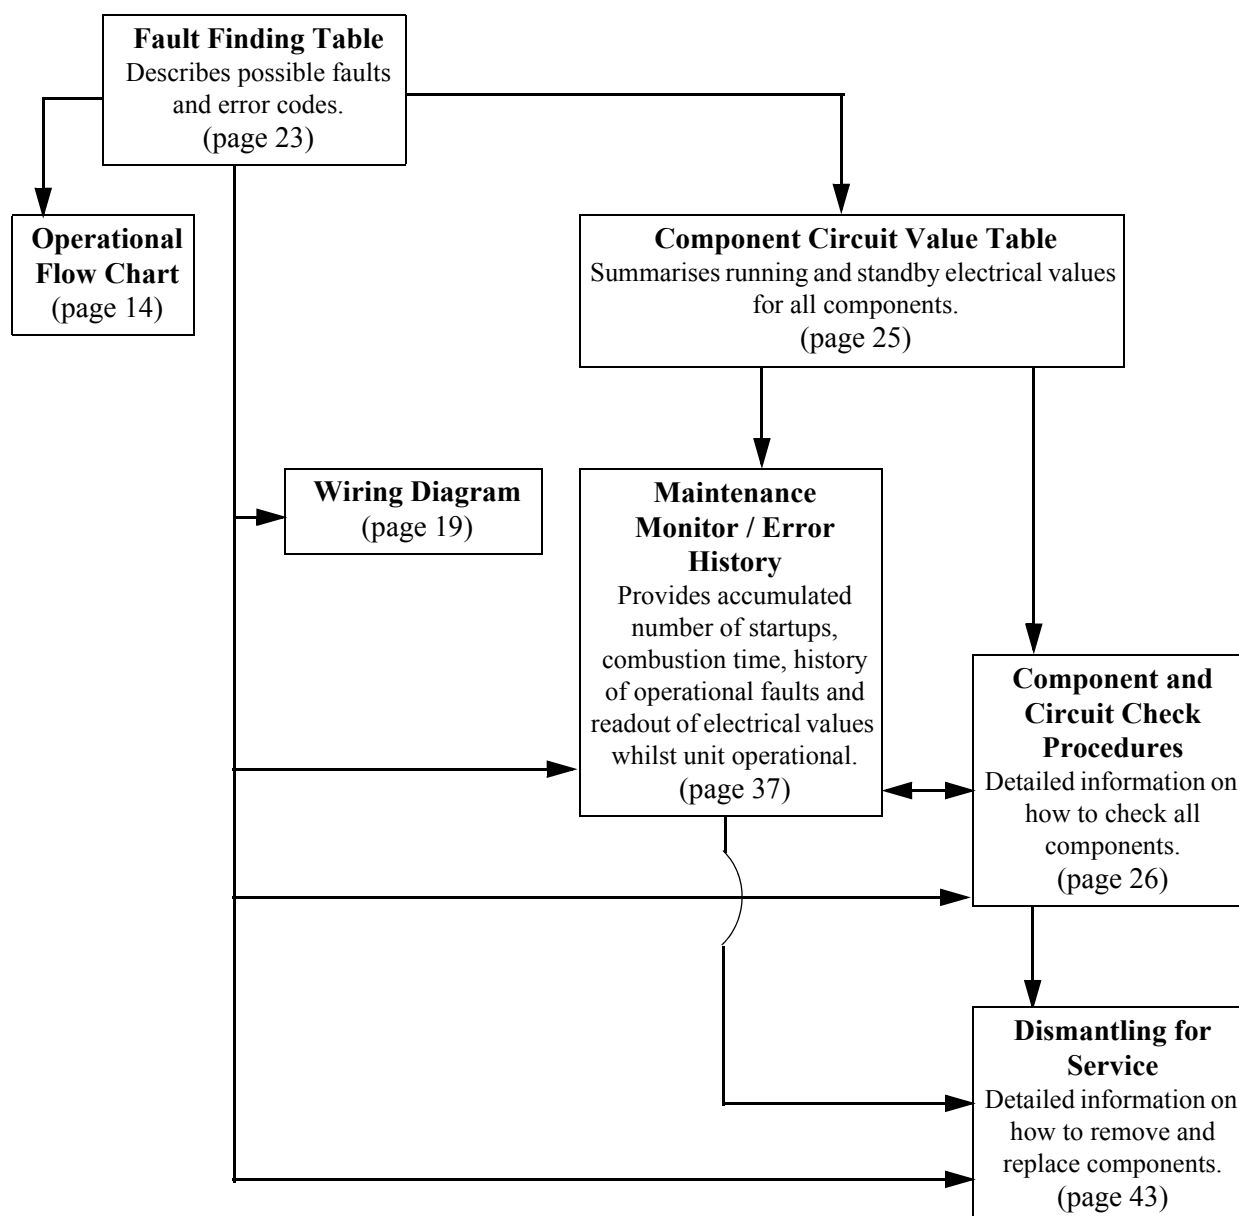 Fault Finding Table
Describes possible faults
and error codes.
(page 23)
Operational
Flow Chart
(page 14)
Component Circuit Value Table
Summarises running and standby electrical values
for all components.
(page 25)
Wiring Diagram
(page 19)
Maintenance
Monitor / Error
History
Provides accumulated
number of startups,
combustion time, history
of operational faults and
readout of electrical values
whilst unit operational.
(page 37)
Component and
Circuit Check
Procedures
Detailed information on
how to check all
components.
(page 26)
Dismantling for
Service
Detailed information on
how to remove and
replace components.
(page 43)